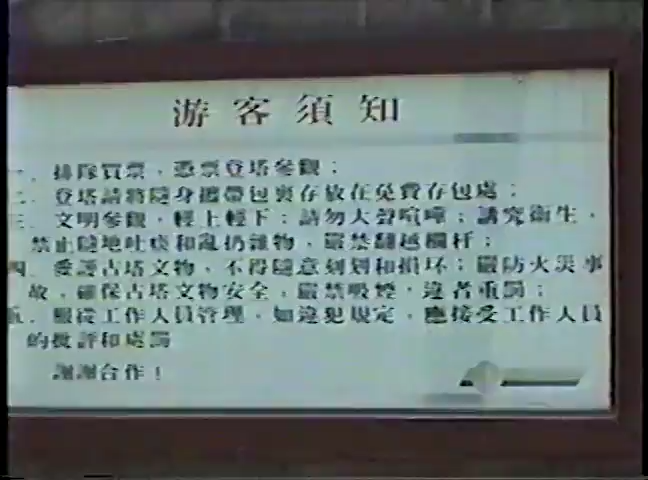 游客須知
一．排隊買票，憑票登塔參觀；
二．登塔請將隨身攜帶包裹存放在免費存包處；
三．文明參觀，輕上輕下；請勿大聲喧嘩；講究衛生，
禁止隨地吐痰和亂扔雜物，嚴禁翻越欄杆；
四．愛護古塔文物，不得隨意刻划和損坏；嚴防火災事
故，確保古塔文物安全，嚴禁吸煙，違者重罰；
五．服從工作人員管理，如違犯規定，應接受工作人員
的批評和處罰
謝謝合作！